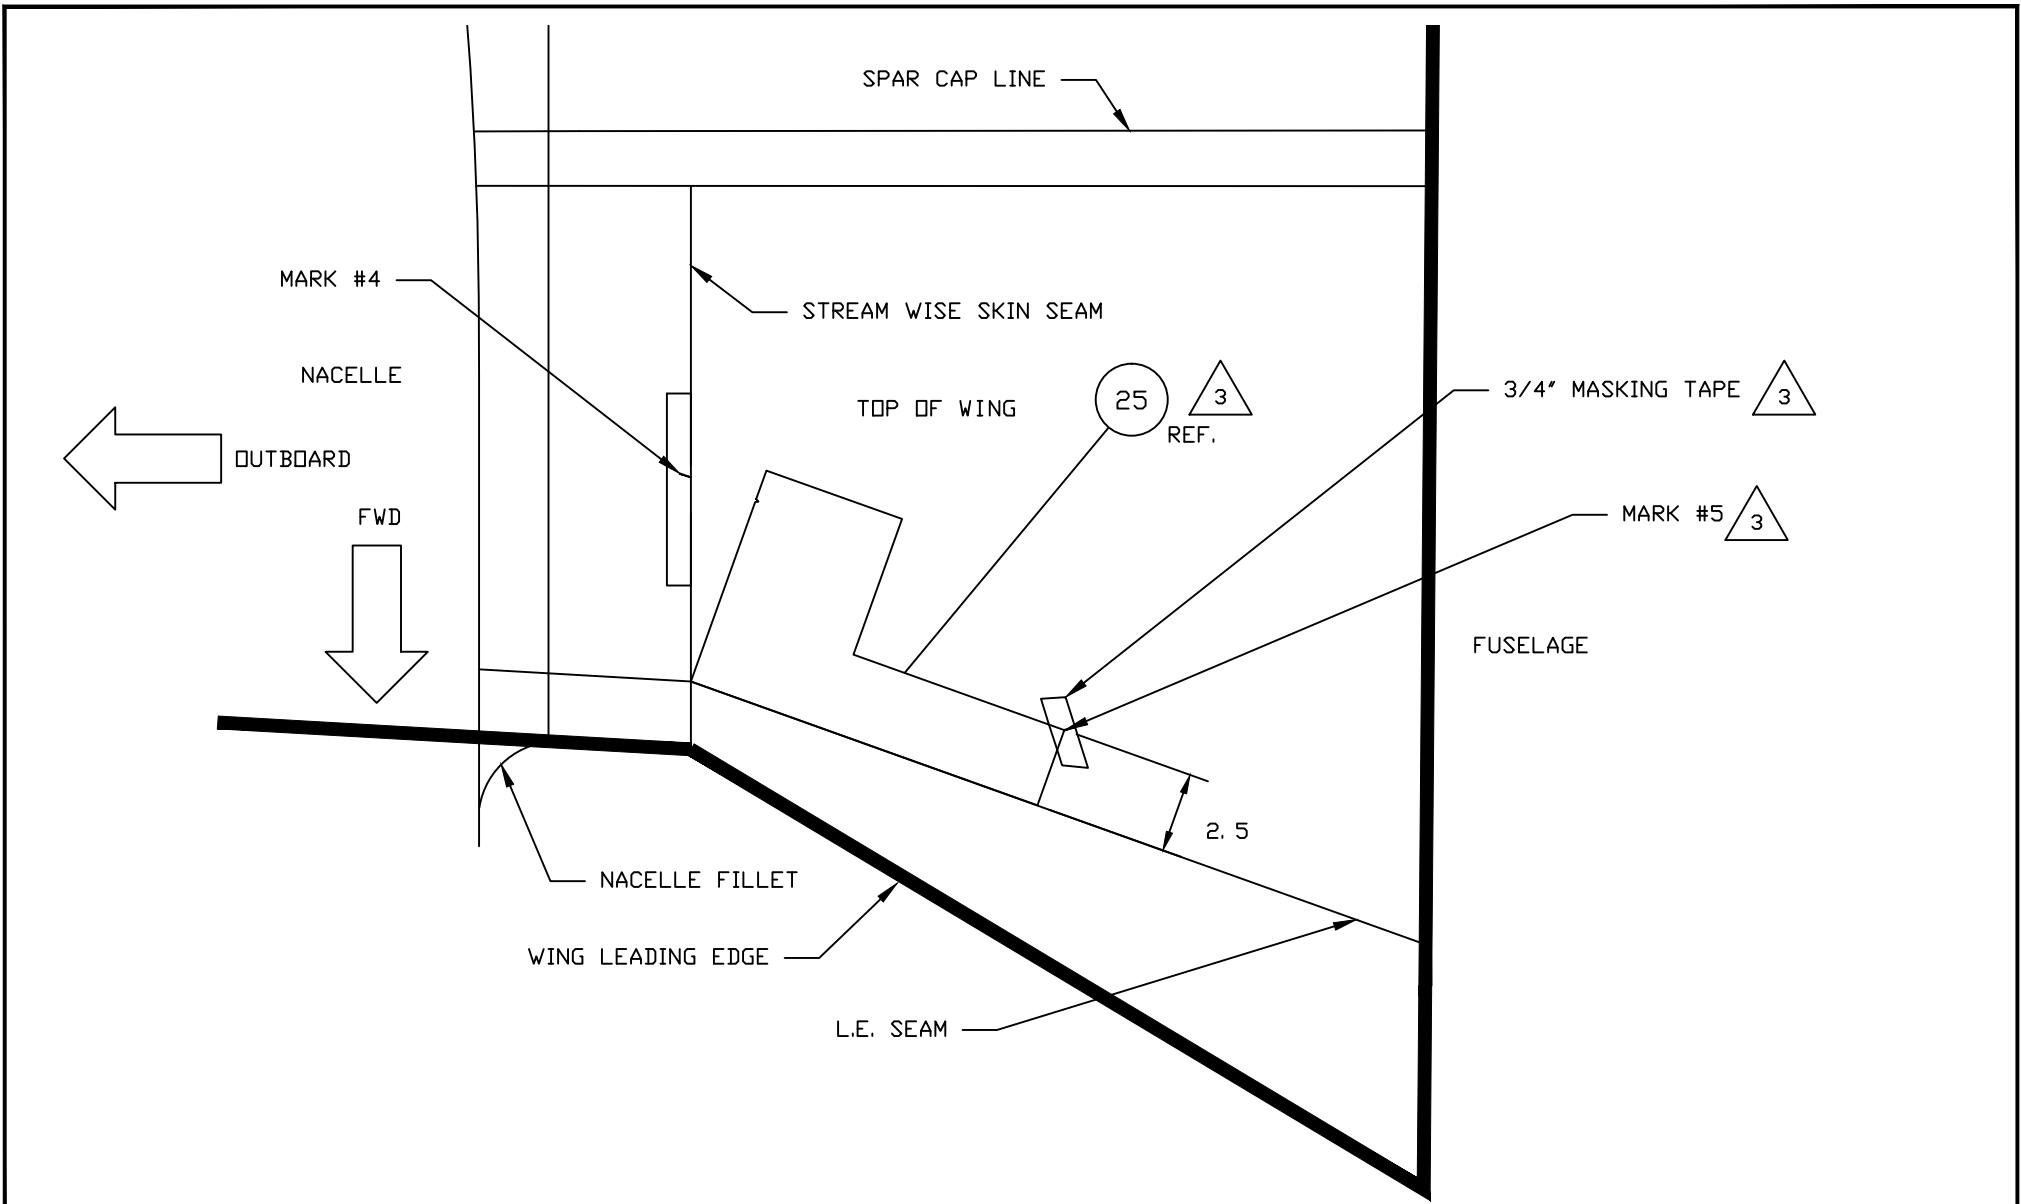 SPAR CAP LINE
MARK #4
STREAM WISE SKIN SEAM
NACELLE
TOP OF WING
25
3
REF.
3/4" MASKING TAPE
3
OUTBOARD
FWD
MARK #5
3
FUSELAGE
2.5
NACELLE FILLET
WING LEADING EDGE
L.E. SEAM